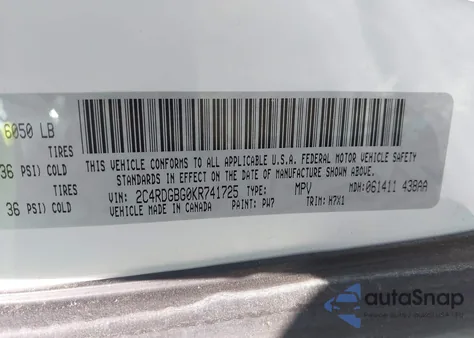 6050 LB
TIRES
36 PSI) COLD
TIRES
36 PSI) COLD
THIS VEHICLE CONFORMS TO ALL APPLICABLE U.S.A. FEDERAL MOTOR VEHICLE SAFETY
STANDARDS IN EFFECT ON THE DATE OF MANUFACTURE SHOWN ABOVE.
VIN: 2C4RDGBG0KR741725 TYPE: MPV MDH: 061411 438AA
VEHICLE MADE IN CANADA PAINT: PW7 TRIM: H7X1
autoSnap